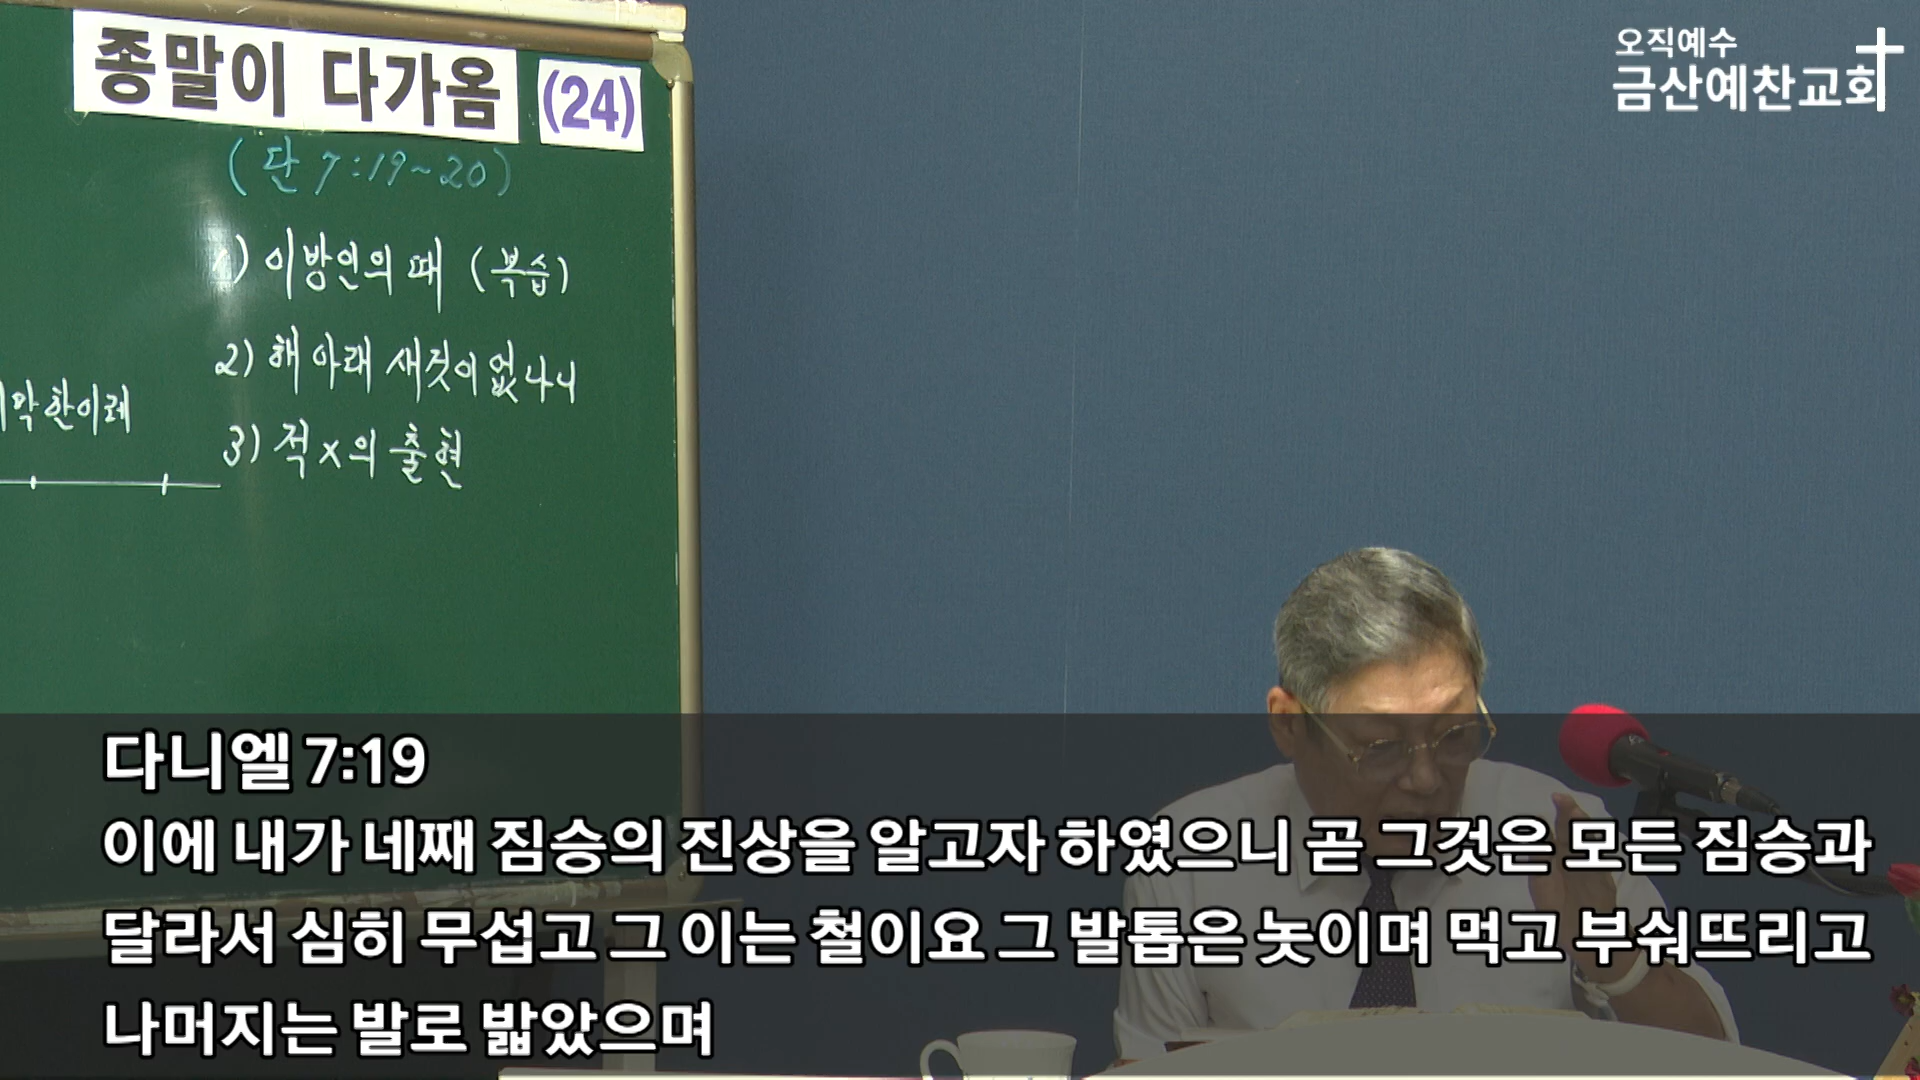 종말이 다가옴 (24)
(단 7:19~20)
1) 이방인의 때 (복습)
2) 해 아래 새것이 없나니
3) 적x의 출현
막 한이레
오직예수
금산예찬교회
다니엘 7:19
이에 내가 네째 짐승의 진상을 알고자 하였으니 곧 그것은 모든 짐승과
달라서 심히 무섭고 그 이는 철이요 그 발톱은 놋이며 먹고 부숴뜨리고
나머지는 발로 밟았으며